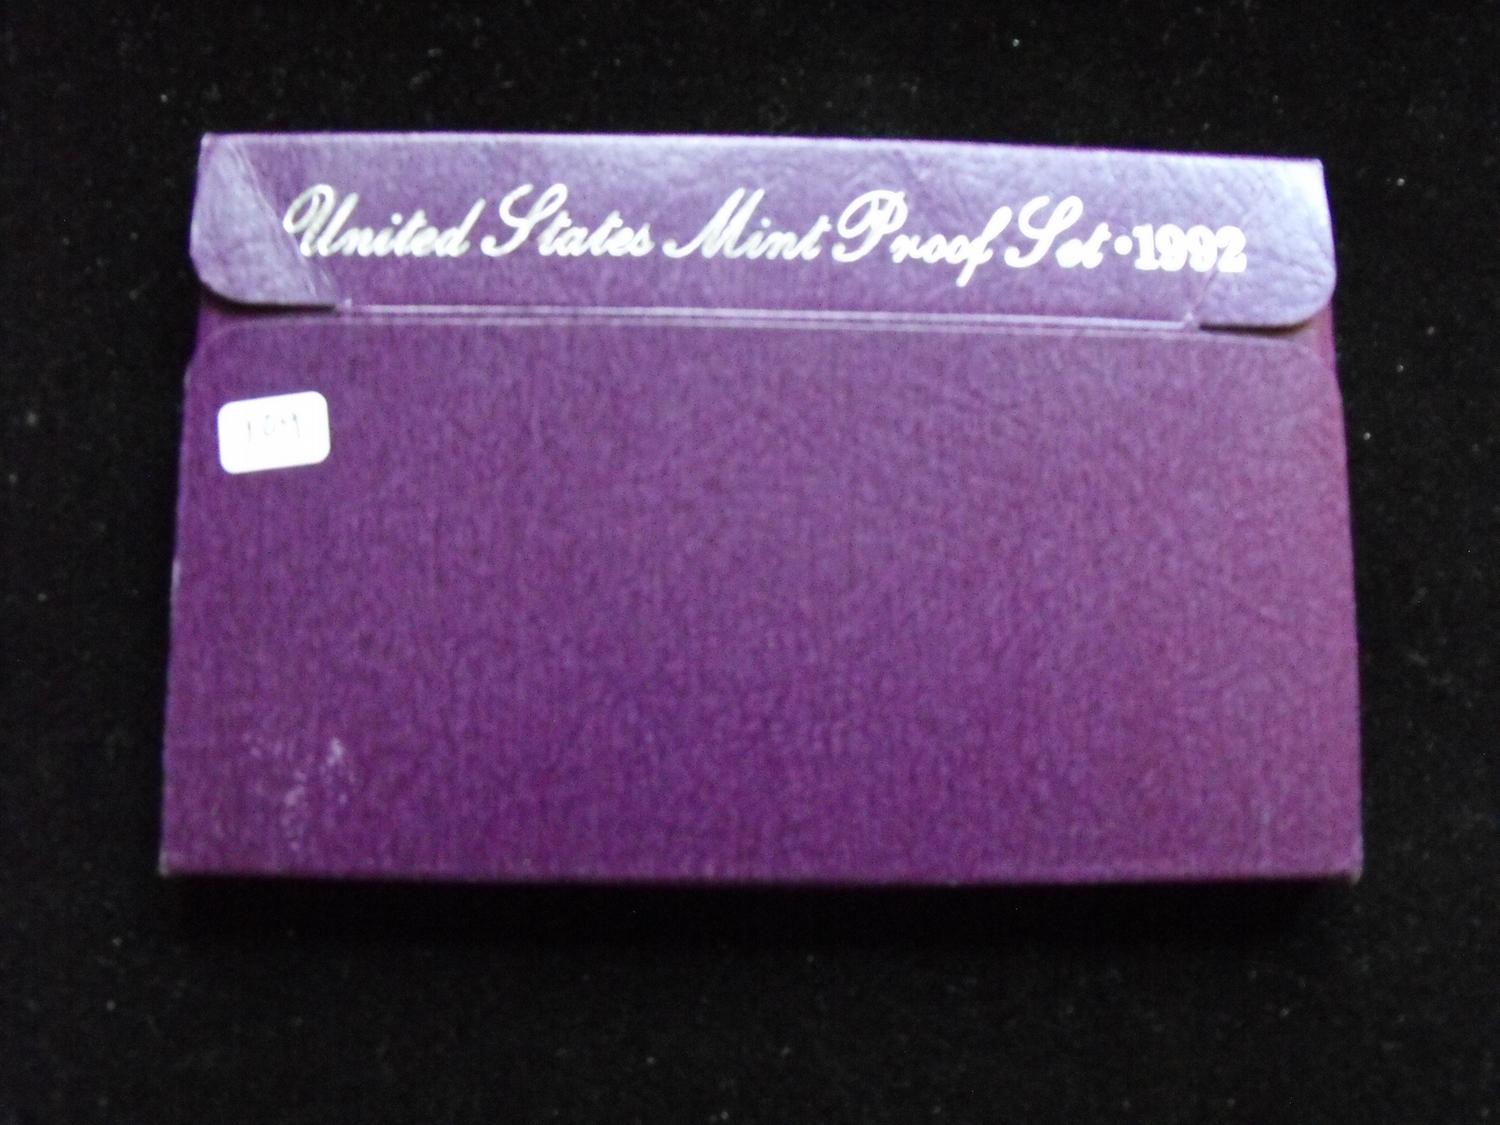 United States Mint Proof Set • 1992